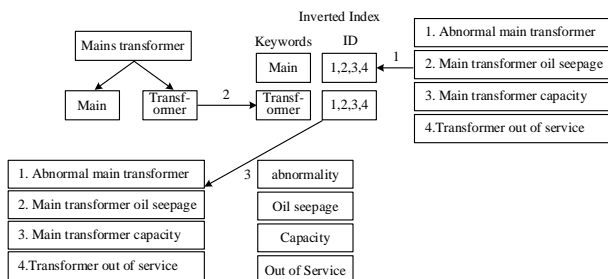 Inverted Index
Mains transformer
Keywords
ID
1. Abnormal main transformer
Main
1,2,3,4
1
2. Main transformer oil seepage
Main
Transf-
ormer
2
Transf-
ormer
1,2,3,4
3. Main transformer capacity
4.Transformer out of service
1. Abnormal main transformer
3
abnormality
2. Main transformer oil seepage
Oil seepage
3. Main transformer capacity
Capacity
4.Transformer out of service
Out of Service